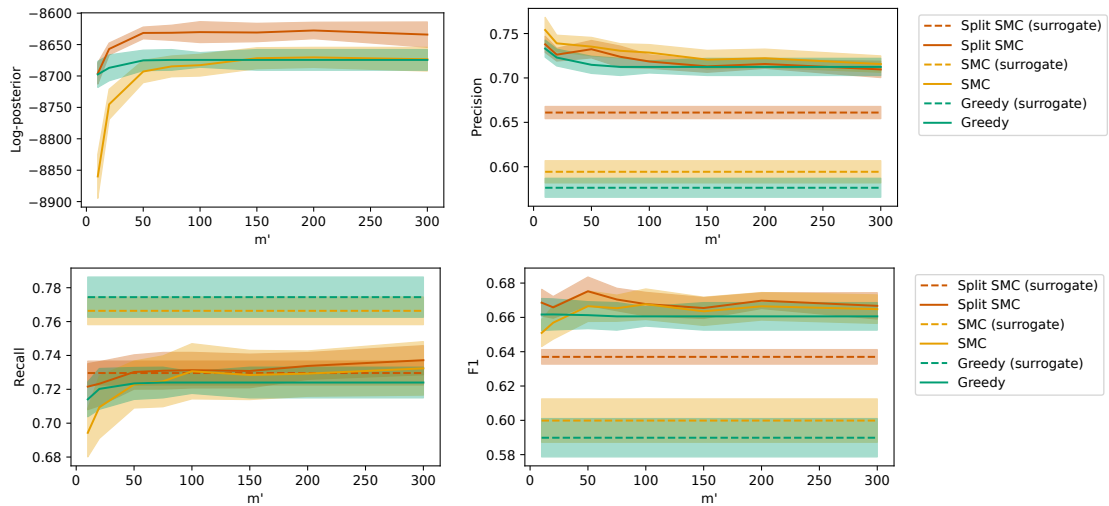 −8600
−8650
−8700
−8750
−8800
−8850
−8900
Log-posterior
0
50
100
150
200
250
300
m'
0.75
0.70
0.65
0.60
Precision
0
50
100
150
200
250
300
m'
Split SMC (surrogate)
Split SMC
SMC (surrogate)
SMC
Greedy (surrogate)
Greedy
0.78
0.76
0.74
0.72
0.70
0.68
Recall
0
50
100
150
200
250
300
m'
0.68
0.66
0.64
0.62
0.60
0.58
F1
0
50
100
150
200
250
300
m'
Split SMC (surrogate)
Split SMC
SMC (surrogate)
SMC
Greedy (surrogate)
Greedy